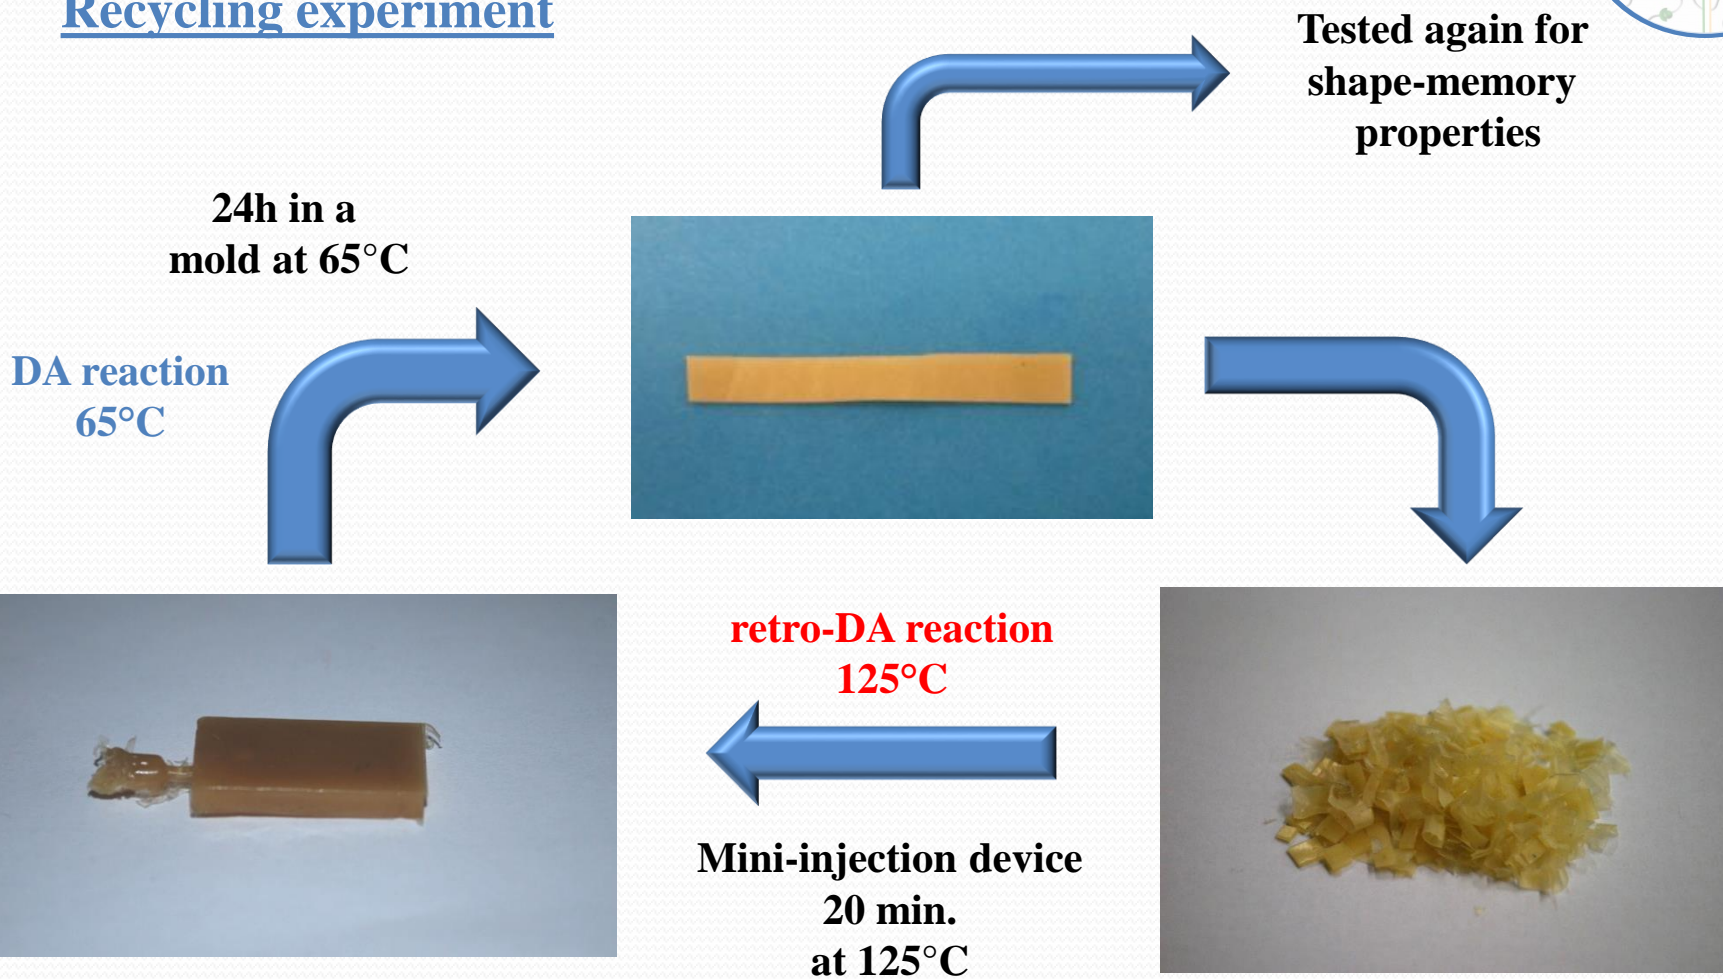 Recycling experiment
Tested again for
shape-memory
properties
24h in a
mold at 65°C
DA reaction
65°C
retro-DA reaction
125°C
Mini-injection device
20 min.
at 125°C